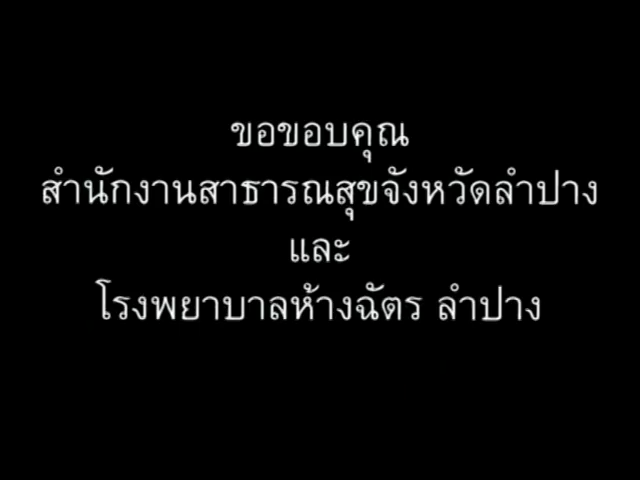 ขอขอบคุณ
สำนักงานสาธารณสุขจังหวัดลำปาง
และ
โรงพยาบาลห้างฉัตร ลำปาง